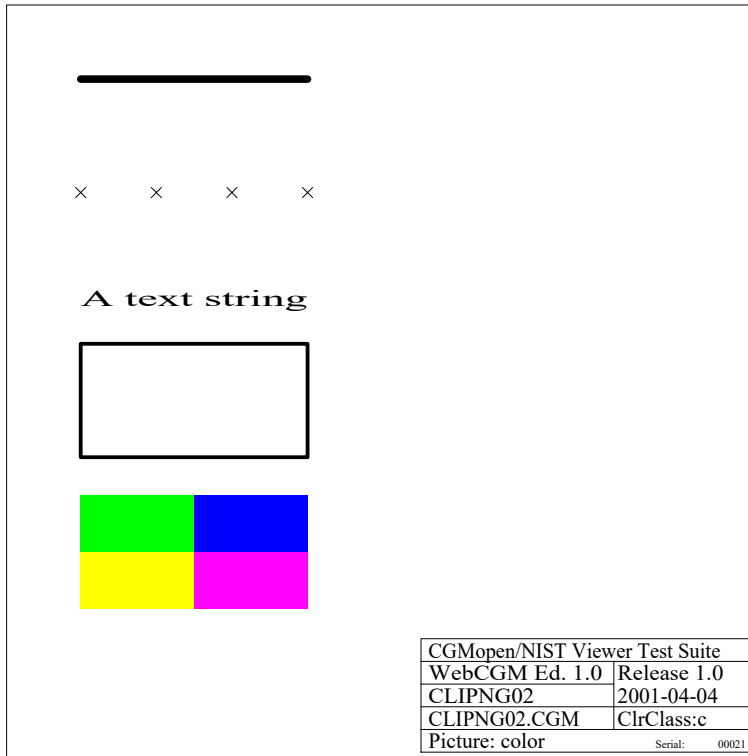 A text string
CGMopen/NIST Viewer Test Suite
WebCGM Ed. 1.0 Release 1.0
CLIPNG02 2001-04-04
CLIPNG02.CGM ClrClass:c
Picture: color Serial: 00021